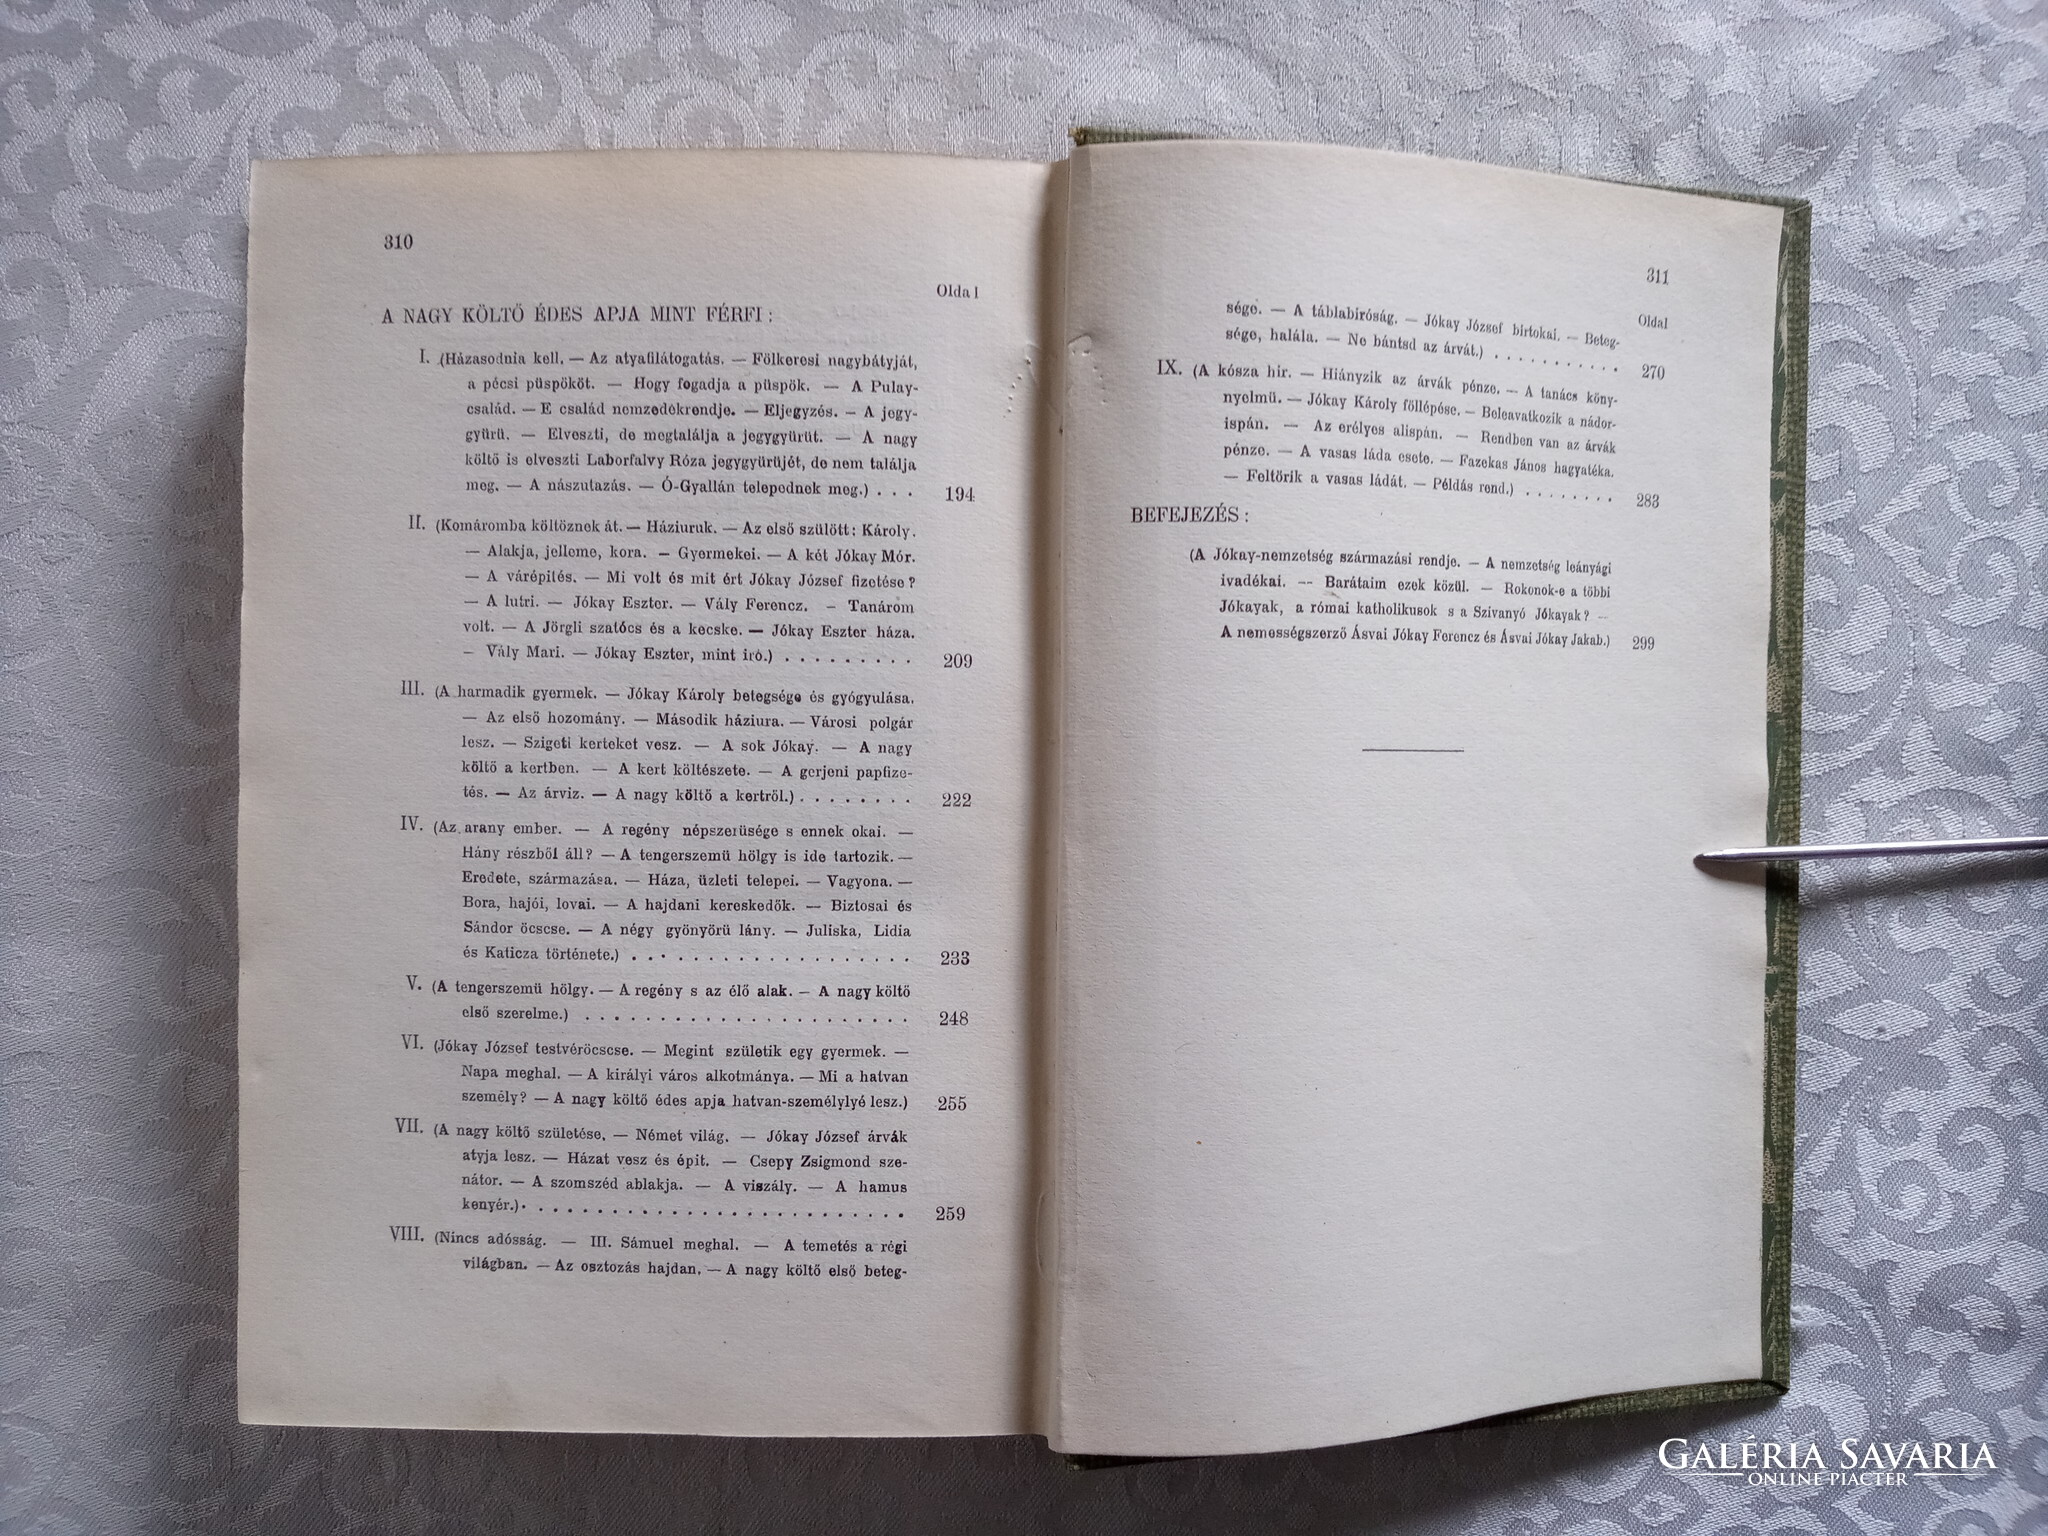 310
Oldal
A NAGY KÖLTŐ ÉDES APJA MINT FÉRFI:
I. (Házasodnia kell. — Az atyafilátogatás. — Fölkeresi nagybátyját,
a pécsi püspököt. — Hogy fogadja a püspök. — A Pulay-
család. — E család nemzedékrendje. — Eljegyzés. — A jegy-
gyürü. — Elveszti, de megtalálja a jegygyürüt. — A nagy
költő is elveszti Laborfalvy Róza jegygyürüjét, de nem találja
meg. — A nászutazás. — Ó-Gyallán telepednek meg.) . . . 194
II. (Komáromba költöznek át. — Háziuruk. — Az első szülött: Károly.
— Alakja, jelleme, kora. — Gyermekei. — A két Jókay Mór.
— A várépités. — Mi volt és mit ért Jókay József fizetése?
— A lutri. — Jókay Eszter. — Vály Ferencz. — Tanárom
volt. — A Jörgli szatócs és a kecske. — Jókay Eszter háza.
— Vály Mari. — Jókay Eszter, mint iró.) . . . . . . . . . 209
III. (A harmadik gyermek. — Jókay Károly betegsége és gyógyulása.
— Az első hozomány. — Második háziura. — Városi polgár
lesz. — Szigeti kerteket vesz. — A sok Jókay. — A nagy
költő a kertben. — A kert költészete. — A gerjeni papfize-
tés. — Az árviz. — A nagy költő a kertről.) . . . . . . . . 222
IV. (Az arany ember. — A regény népszerüsége s ennek okai. —
Hány részből áll? — A tengerszemü hölgy is ide tartozik. —
Eredete, származása. — Háza, üzleti telepei. — Vagyona. —
Bora, hajói, lovai. — A hajdani kereskedők. — Biztosai és
Sándor öcscse. — A négy gyönyörü lány. — Juliska, Lidia
és Katicza története.) . . . . . . . . . . . . . . . . . . 233
V. (A tengerszemü hölgy. — A regény s az élő alak. — A nagy költő
első szerelme.) . . . . . . . . . . . . . . . . . . . . . . 248
VI. (Jókay József testvéröcscse. — Megint születik egy gyermek. —
Napa meghal. — A királyi város alkotmánya. — Mi a hatvan
személy? — A nagy költő édes apja hatvan-személylyé lesz.) 255
VII. (A nagy költő születése. — Német világ. — Jókay József árvák
atyja lesz. — Házat vesz és épit. — Csepy Zsigmond sze-
nátor. — A szomszéd ablakja. — A viszály. — A hamus
kenyér.) . . . . . . . . . . . . . . . . . . . . . . . . . 259
VIII. (Nincs adósság. — III. Sámuel meghal. — A temetés a régi
világban. — Az osztozás hajdan. — A nagy költő első beteg-
311
Oldal
sége. — A táblabíróság. — Jókay József birtokai. — Beteg-
sége, halála. — Ne bántsd az árvát.) . . . . . . . . . . . 270
IX. (A kósza hir. — Hiányzik az árvák pénze. — A tanács köny-
nyelmü. — Jókay Károly föllépése. — Beleavatkozik a nádor-
ispán. — Az erélyes alispán. — Rendben van az árvák
pénze. — A vasas láda esete. — Fazekas János hagyatéka.
— Feltörik a vasas ládát. — Példás rend.) . . . . . . . . 283
BEFEJEZÉS:
(A Jókay-nemzetség származási rendje. — A nemzetség leányági
ivadékai. — Barátaim ezek közül. — Rokonok-e a többi
Jókayak, a római katholikusok s a Szivanyó Jókayak? —
A nemességszerző Ásvai Jókay Ferencz és Ásvai Jókay Jakab.) 299
GALÉRIA SAVARIA
ONLINE PIACTÉR